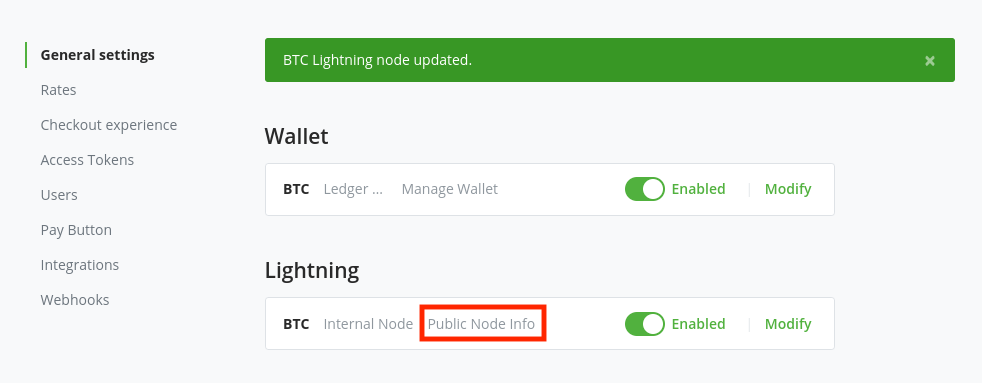 General settings
Rates
Checkout experience
Access Tokens
Users
Pay Button
Integrations
Webhooks
BTC Lightning node updated. ×
Wallet
BTC Ledger ... Manage Wallet Enabled | Modify
Lightning
BTC Internal Node Public Node Info Enabled | Modify